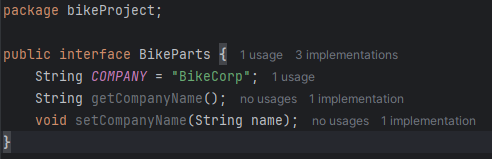 package bikeProject;
public interface BikeParts { 1 usage 3 implementations
String COMPANY = "BikeCorp"; 1 usage
String getCompanyName(); no usages 1 implementation
void setCompanyName(String name); no usages 1 implementation
}